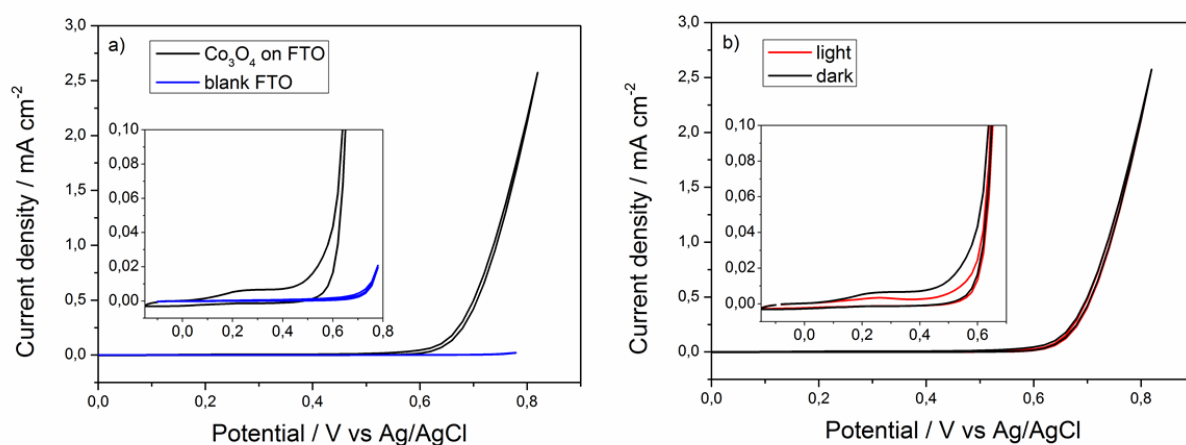 a)
Co₃O₄ on FTO
blank FTO
3,0
2,5
2,0
1,5
1,0
0,5
0,0
0,10
0,08
0,06
0,04
0,02
0,00
0,0 0,2 0,4 0,6 0,8
0,0 0,2 0,4 0,6 0,8
Current density / mA cm⁻²
Potential / V vs Ag/AgCl
b)
light
dark
3,0
2,5
2,0
1,5
1,0
0,5
0,0
0,10
0,08
0,06
0,04
0,02
0,00
0,0 0,2 0,4 0,6
0,0 0,2 0,4 0,6 0,8
Current density / mA cm⁻²
Potential / V vs Ag/AgCl